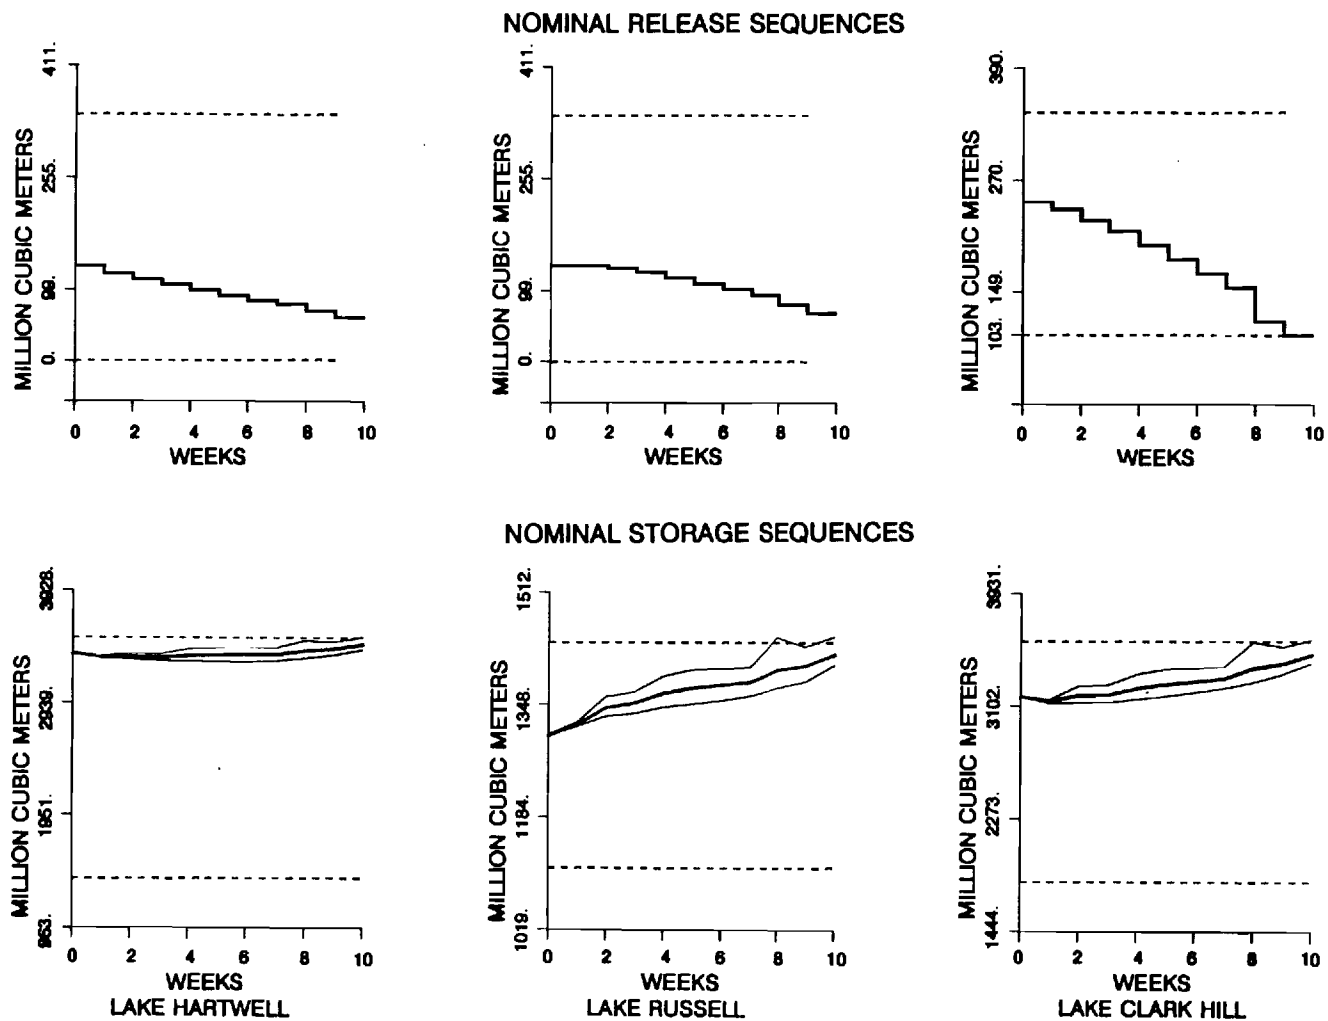 NOMINAL RELEASE SEQUENCES
MILLION CUBIC METERS
411.
255.
99.
0.
0 2 4 6 8 10
WEEKS
MILLION CUBIC METERS
411.
255.
99.
0.
0 2 4 6 8 10
WEEKS
MILLION CUBIC METERS
390.
270.
149.
103.
0 2 4 6 8 10
WEEKS
NOMINAL STORAGE SEQUENCES
MILLION CUBIC METERS
3928.
2939.
1951.
963.
0 2 4 6 8 10
WEEKS
LAKE HARTWELL
MILLION CUBIC METERS
1512.
1348.
1184.
1019.
0 2 4 6 8 10
WEEKS
LAKE RUSSELL
MILLION CUBIC METERS
3931.
3102.
2273.
1444.
0 2 4 6 8 10
WEEKS
LAKE CLARK HILL